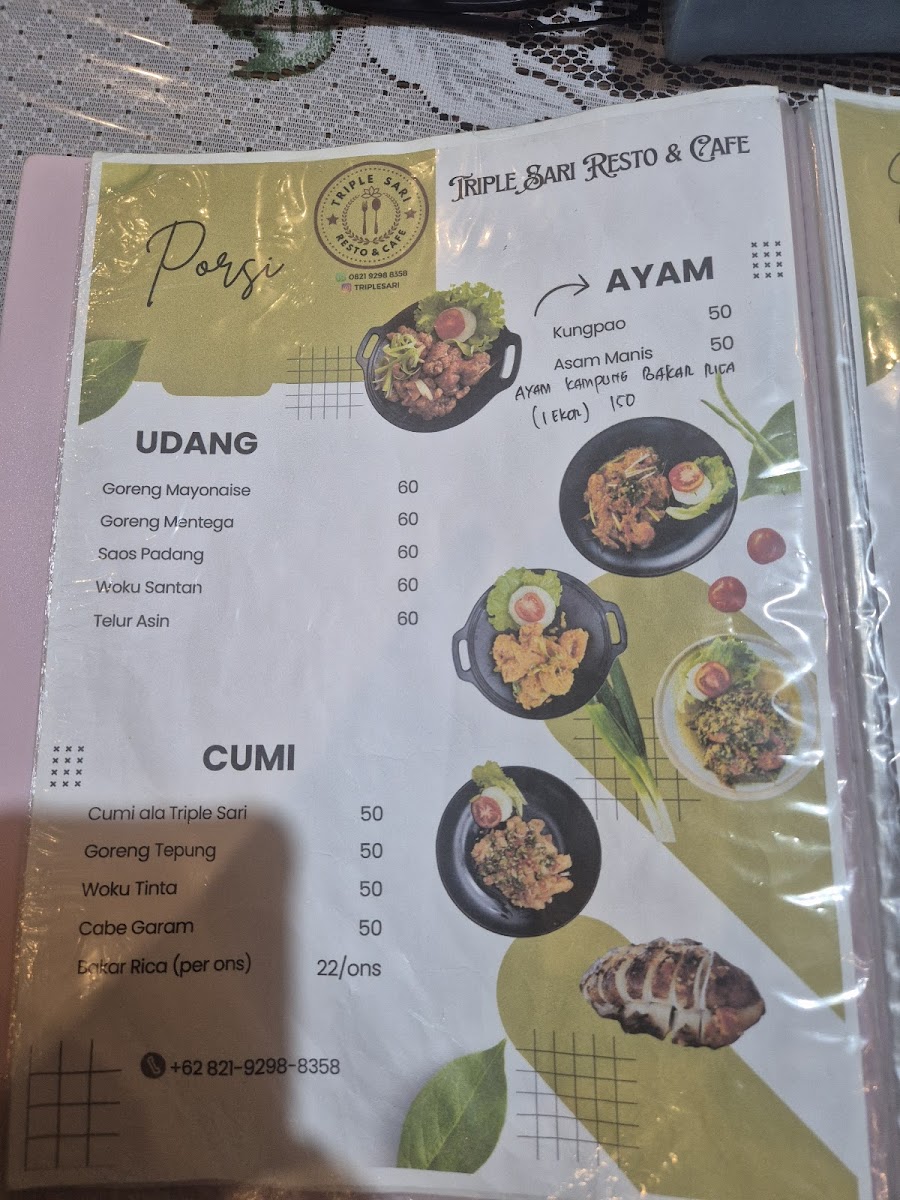 TRIPLE SARI RESTO & CAFE
Porsi
TRIPLE SARI
RESTO & CAFE
0821 9298 8358
TRIPLESARI
AYAM
Kungpao 50
Asam Manis 50
AYAM KAMPUNG BAKAR RICA
(1 EKOR) 150
UDANG
Goreng Mayonaise 60
Goreng Mentega 60
Saos Padang 60
Woku Santan 60
Telur Asin 60
CUMI
Cumi ala Triple Sari 50
Goreng Tepung 50
Woku Tinta 50
Cabe Garam 50
Bakar Rica (per ons) 22/ons
+62 821-9298-8358